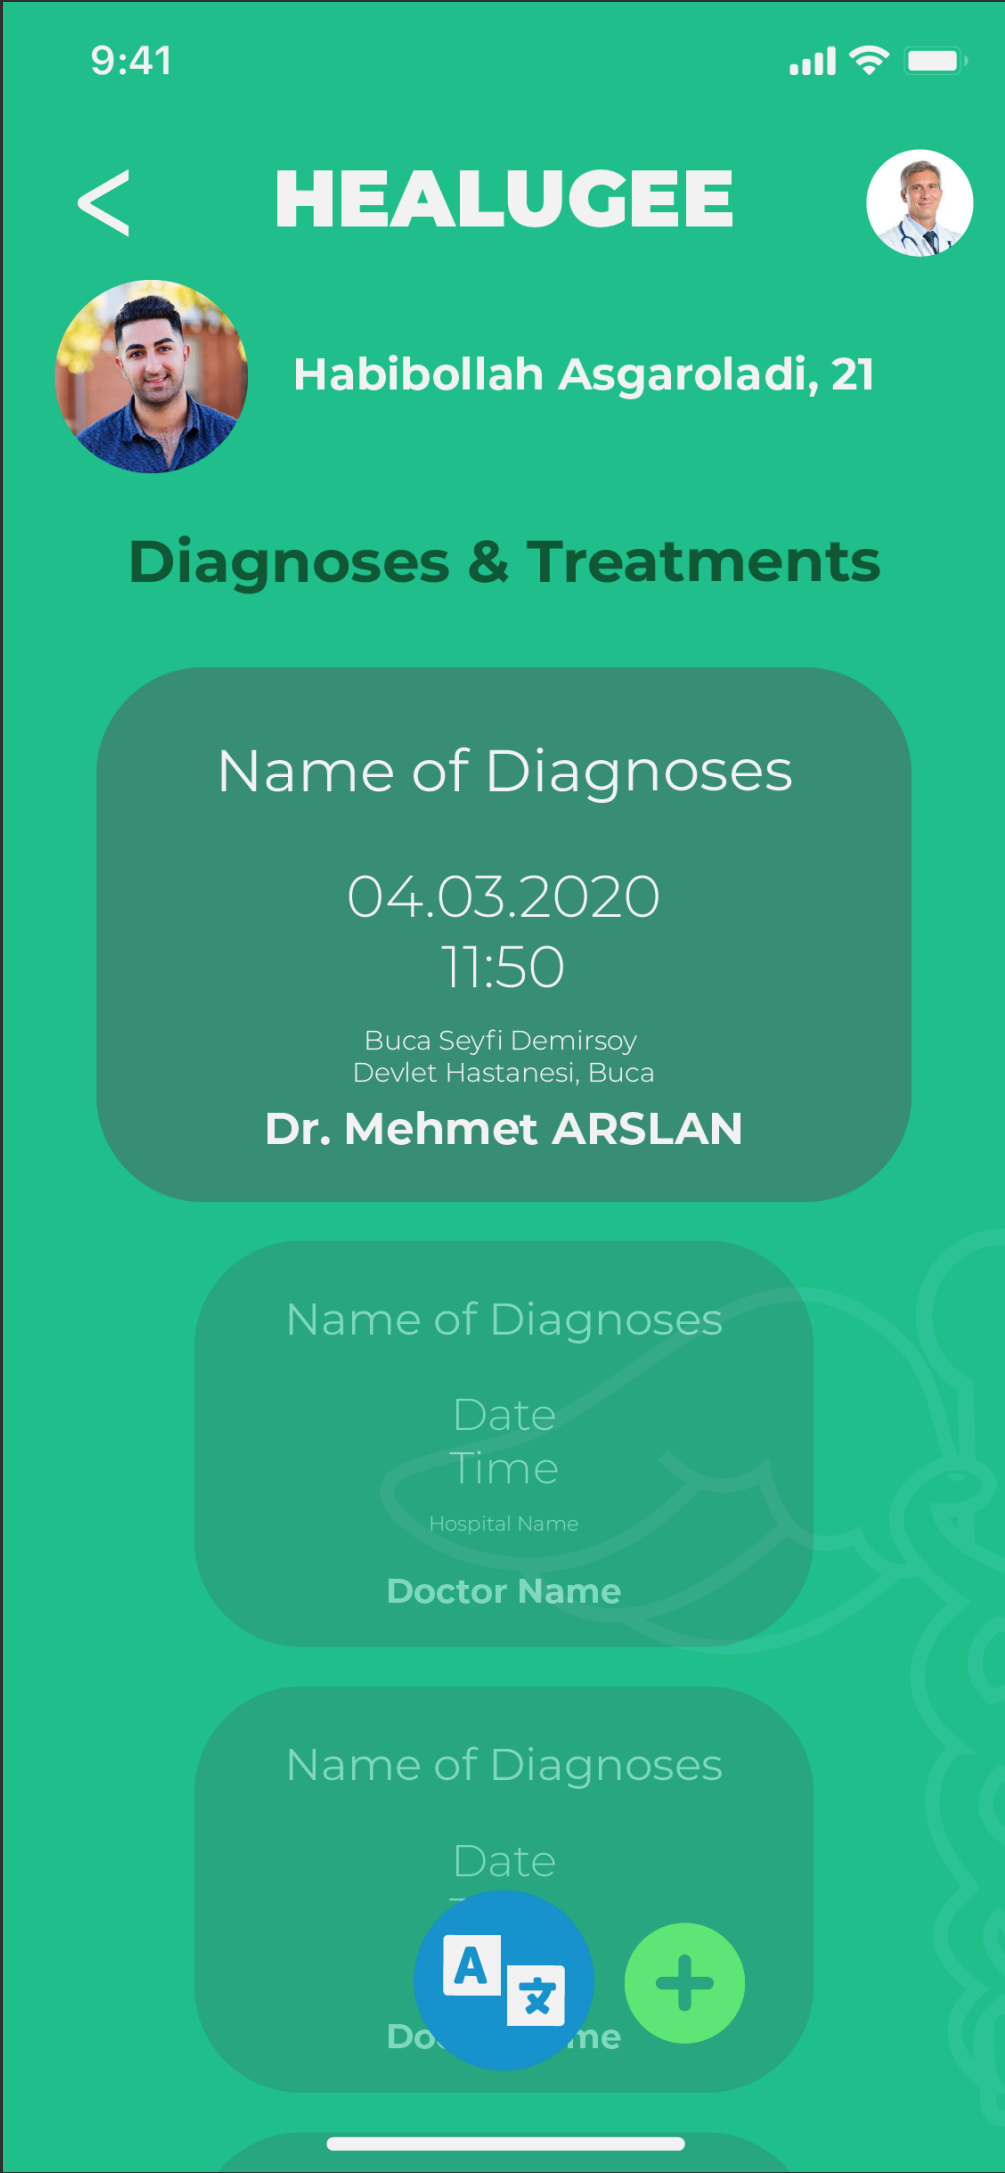 9:41
<
HEALUGEE
Habibollah Asgaroladi, 21
Diagnoses & Treatments
Name of Diagnoses
04.03.2020
11:50
Buca Seyfi Demirsoy
Devlet Hastanesi, Buca
Dr. Mehmet ARSLAN
Name of Diagnoses
Date
Time
Hospital Name
Doctor Name
Name of Diagnoses
Date
A 文
+